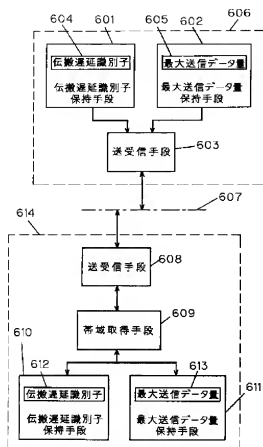 604
601
605
602
606
伝搬遅延識別子
伝搬遅延識別子
保持手段
最大送信データ量
最大送信データ量
保持手段
送受信手段
603
607
614
送受信手段
608
帯域取得手段
609
610
612
伝搬遅延識別子
伝搬遅延識別子
保持手段
613
最大送信データ量
最大送信データ量
保持手段
611